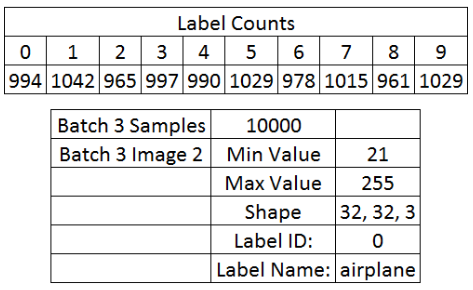 Label Counts
0 1 2 3 4 5 6 7 8 9
994 1042 965 997 990 1029 978 1015 961 1029
Batch 3 Samples 10000
Batch 3 Image 2 Min Value 21
Max Value 255
Shape 32, 32, 3
Label ID: 0
Label Name: airplane